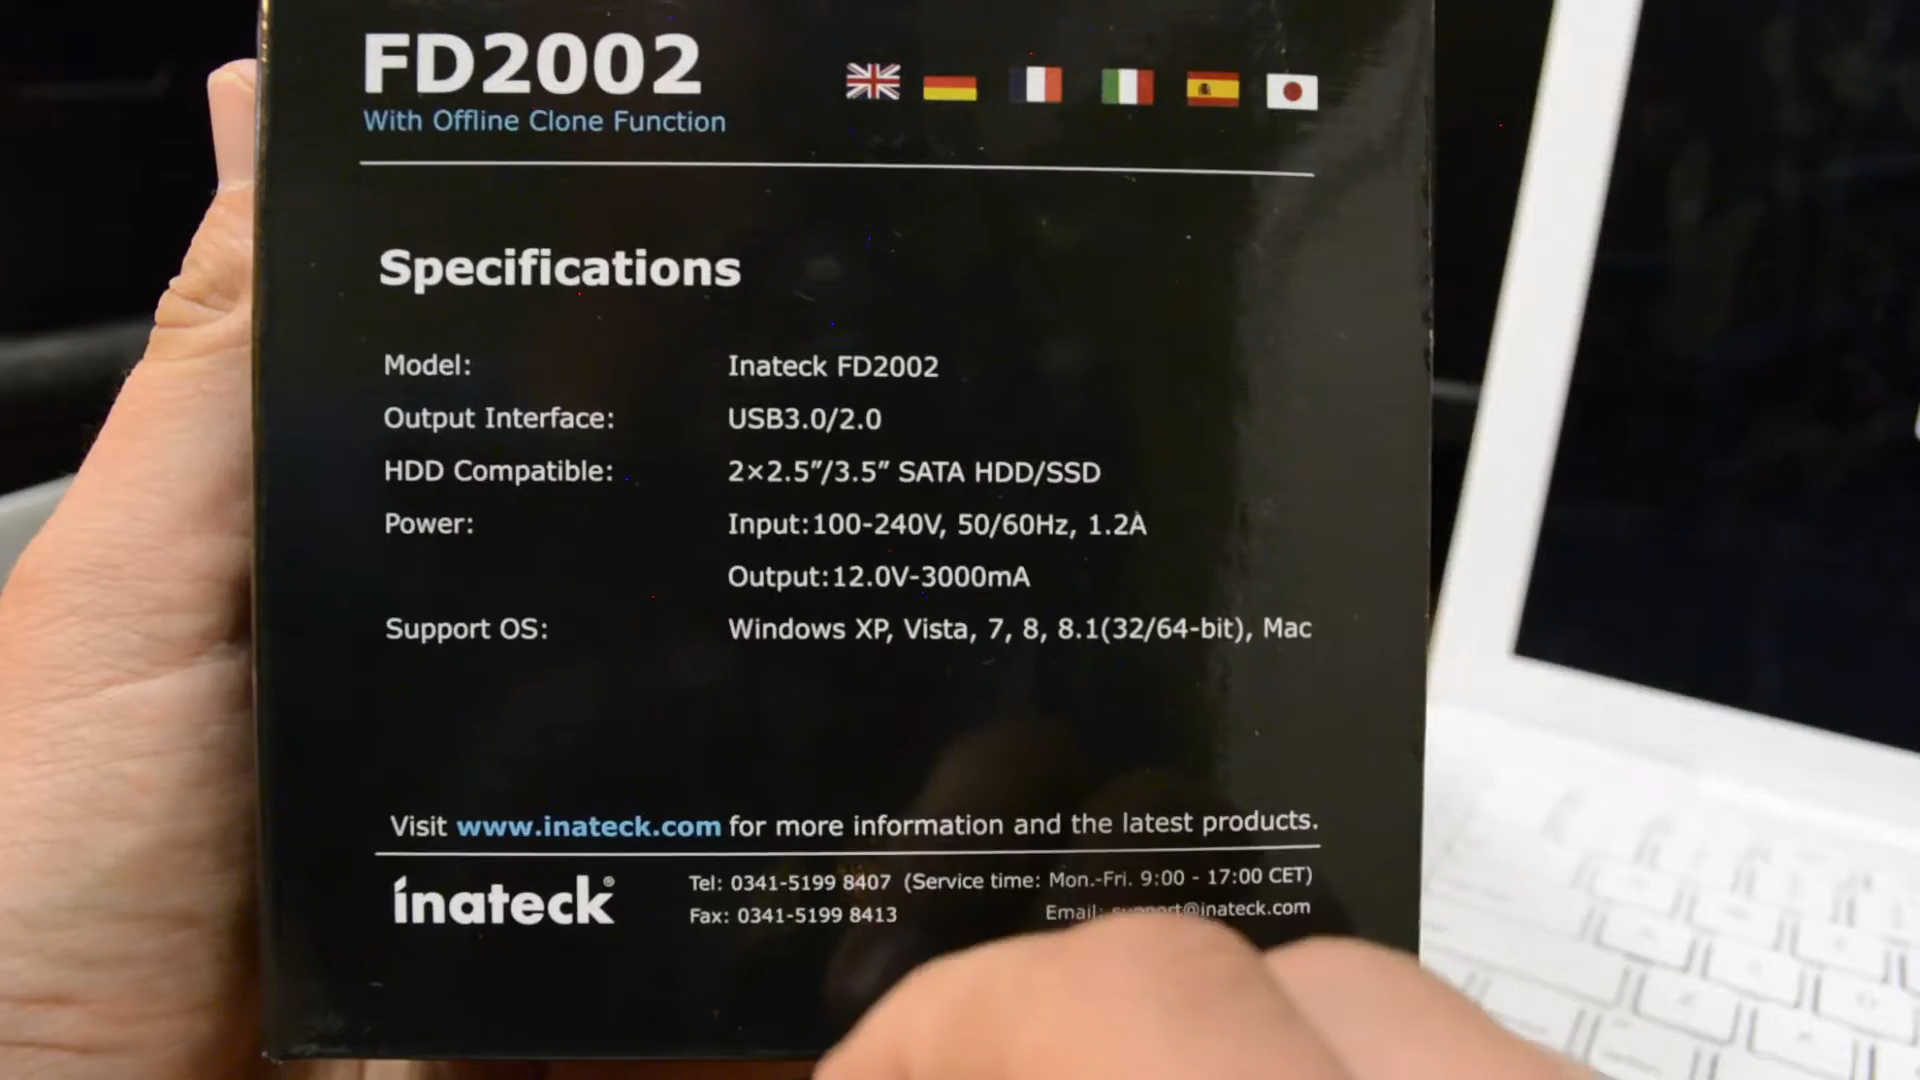 FD2002
With Offline Clone Function
Specifications
Model: Inateck FD2002
Output Interface: USB3.0/2.0
HDD Compatible: 2×2.5”/3.5” SATA HDD/SSD
Power: Input:100-240V, 50/60Hz, 1.2A
Output:12.0V-3000mA
Support OS: Windows XP, Vista, 7, 8, 8.1(32/64-bit), Mac
Visit www.inateck.com for more information and the latest products.
inateck®
Tel: 0341-5199 8407 (Service time: Mon.-Fri. 9:00 - 17:00 CET)
Fax: 0341-5199 8413 Email: support@inateck.com